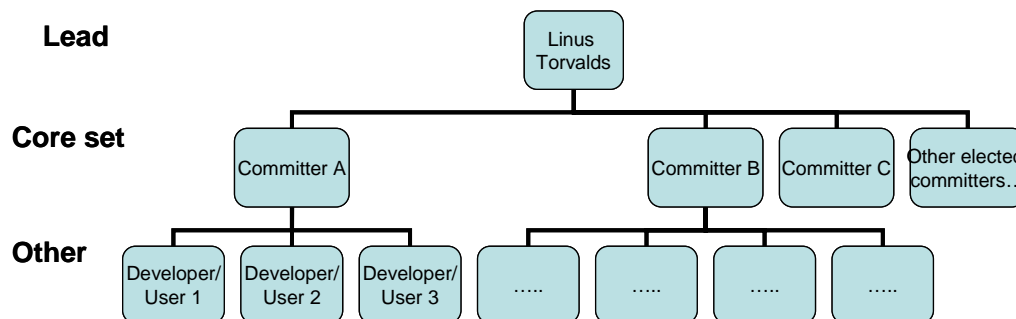 Lead
Linus
Torvalds
Core set
Committer A
Committer B
Committer C
Other elected
committers…
Other
Developer/
User 1
Developer/
User 2
Developer/
User 3
…..
…..
…..
…..